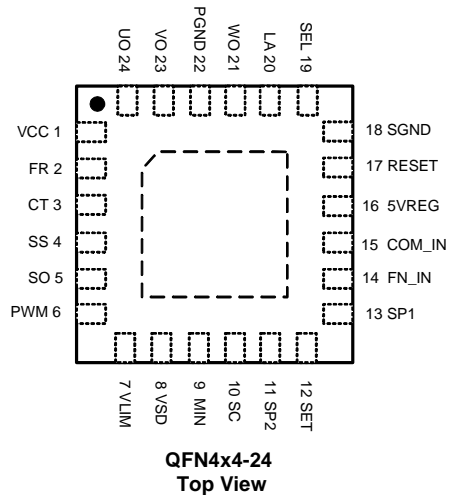 UO 24
VO 23
PGND 22
WO 21
LA 20
SEL 19
VCC 1
FR 2
CT 3
SS 4
SO 5
PWM 6
18 SGND
17 RESET
16 5VREG
15 COM_IN
14 FN_IN
13 SP1
7 VLIM
8 VSD
9 MIN
10 SC
11 SP2
12 SET
QFN4x4-24
Top View